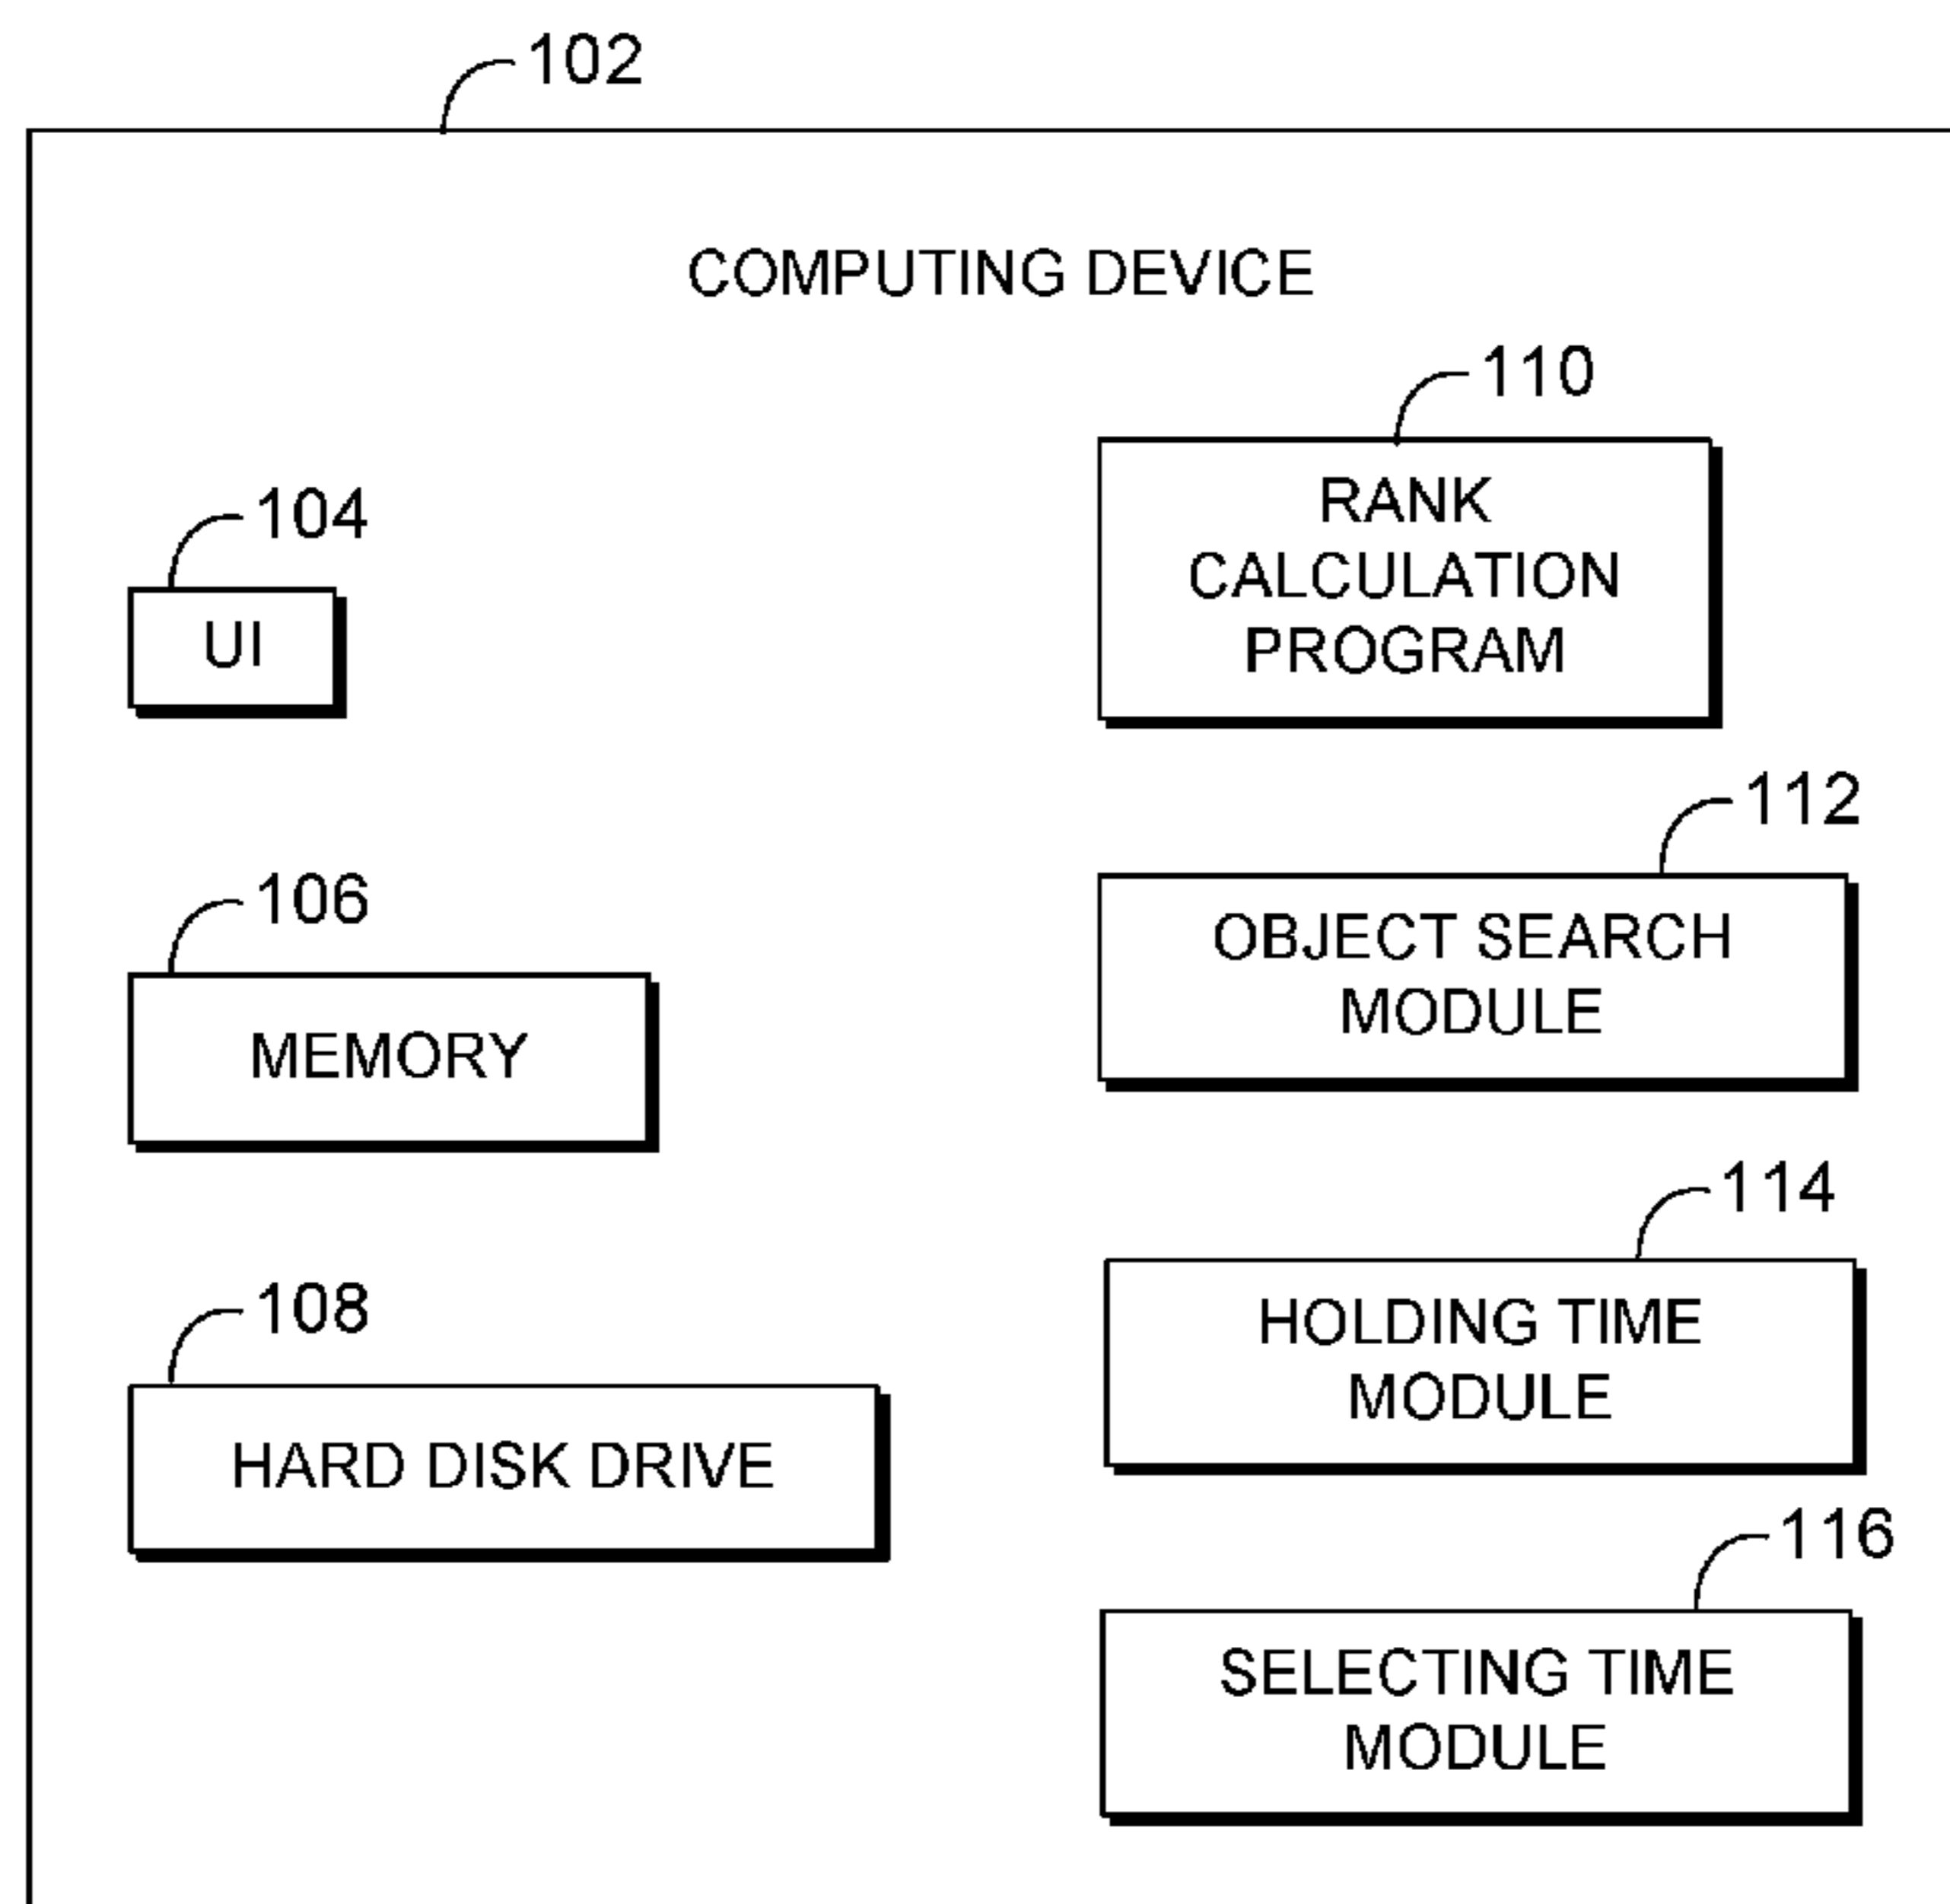 102
COMPUTING DEVICE
104
UI
106
MEMORY
108
HARD DISK DRIVE
110
RANK
CALCULATION
PROGRAM
112
OBJECT SEARCH
MODULE
114
HOLDING TIME
MODULE
116
SELECTING TIME
MODULE